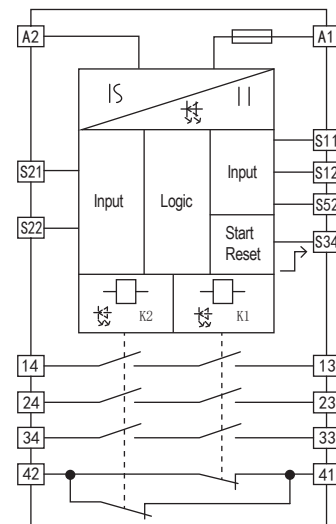 A2 A1
S11
S21 Input Logic Input S12
S52
S22 Start S34
Reset
K2 K1
14 13
24 23
34 33
42 41